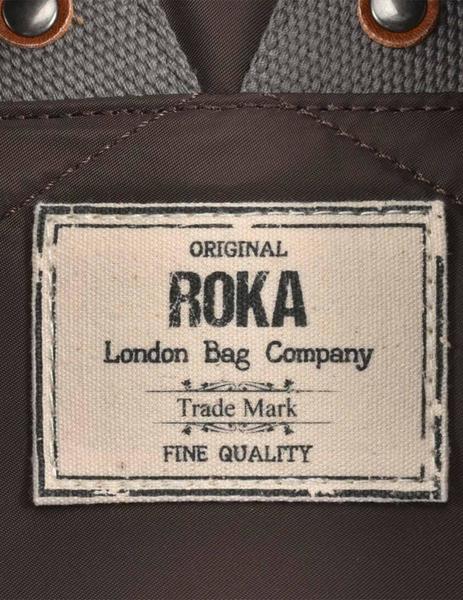 ORIGINAL
ROKA
London Bag Company
Trade Mark
FINE QUALITY